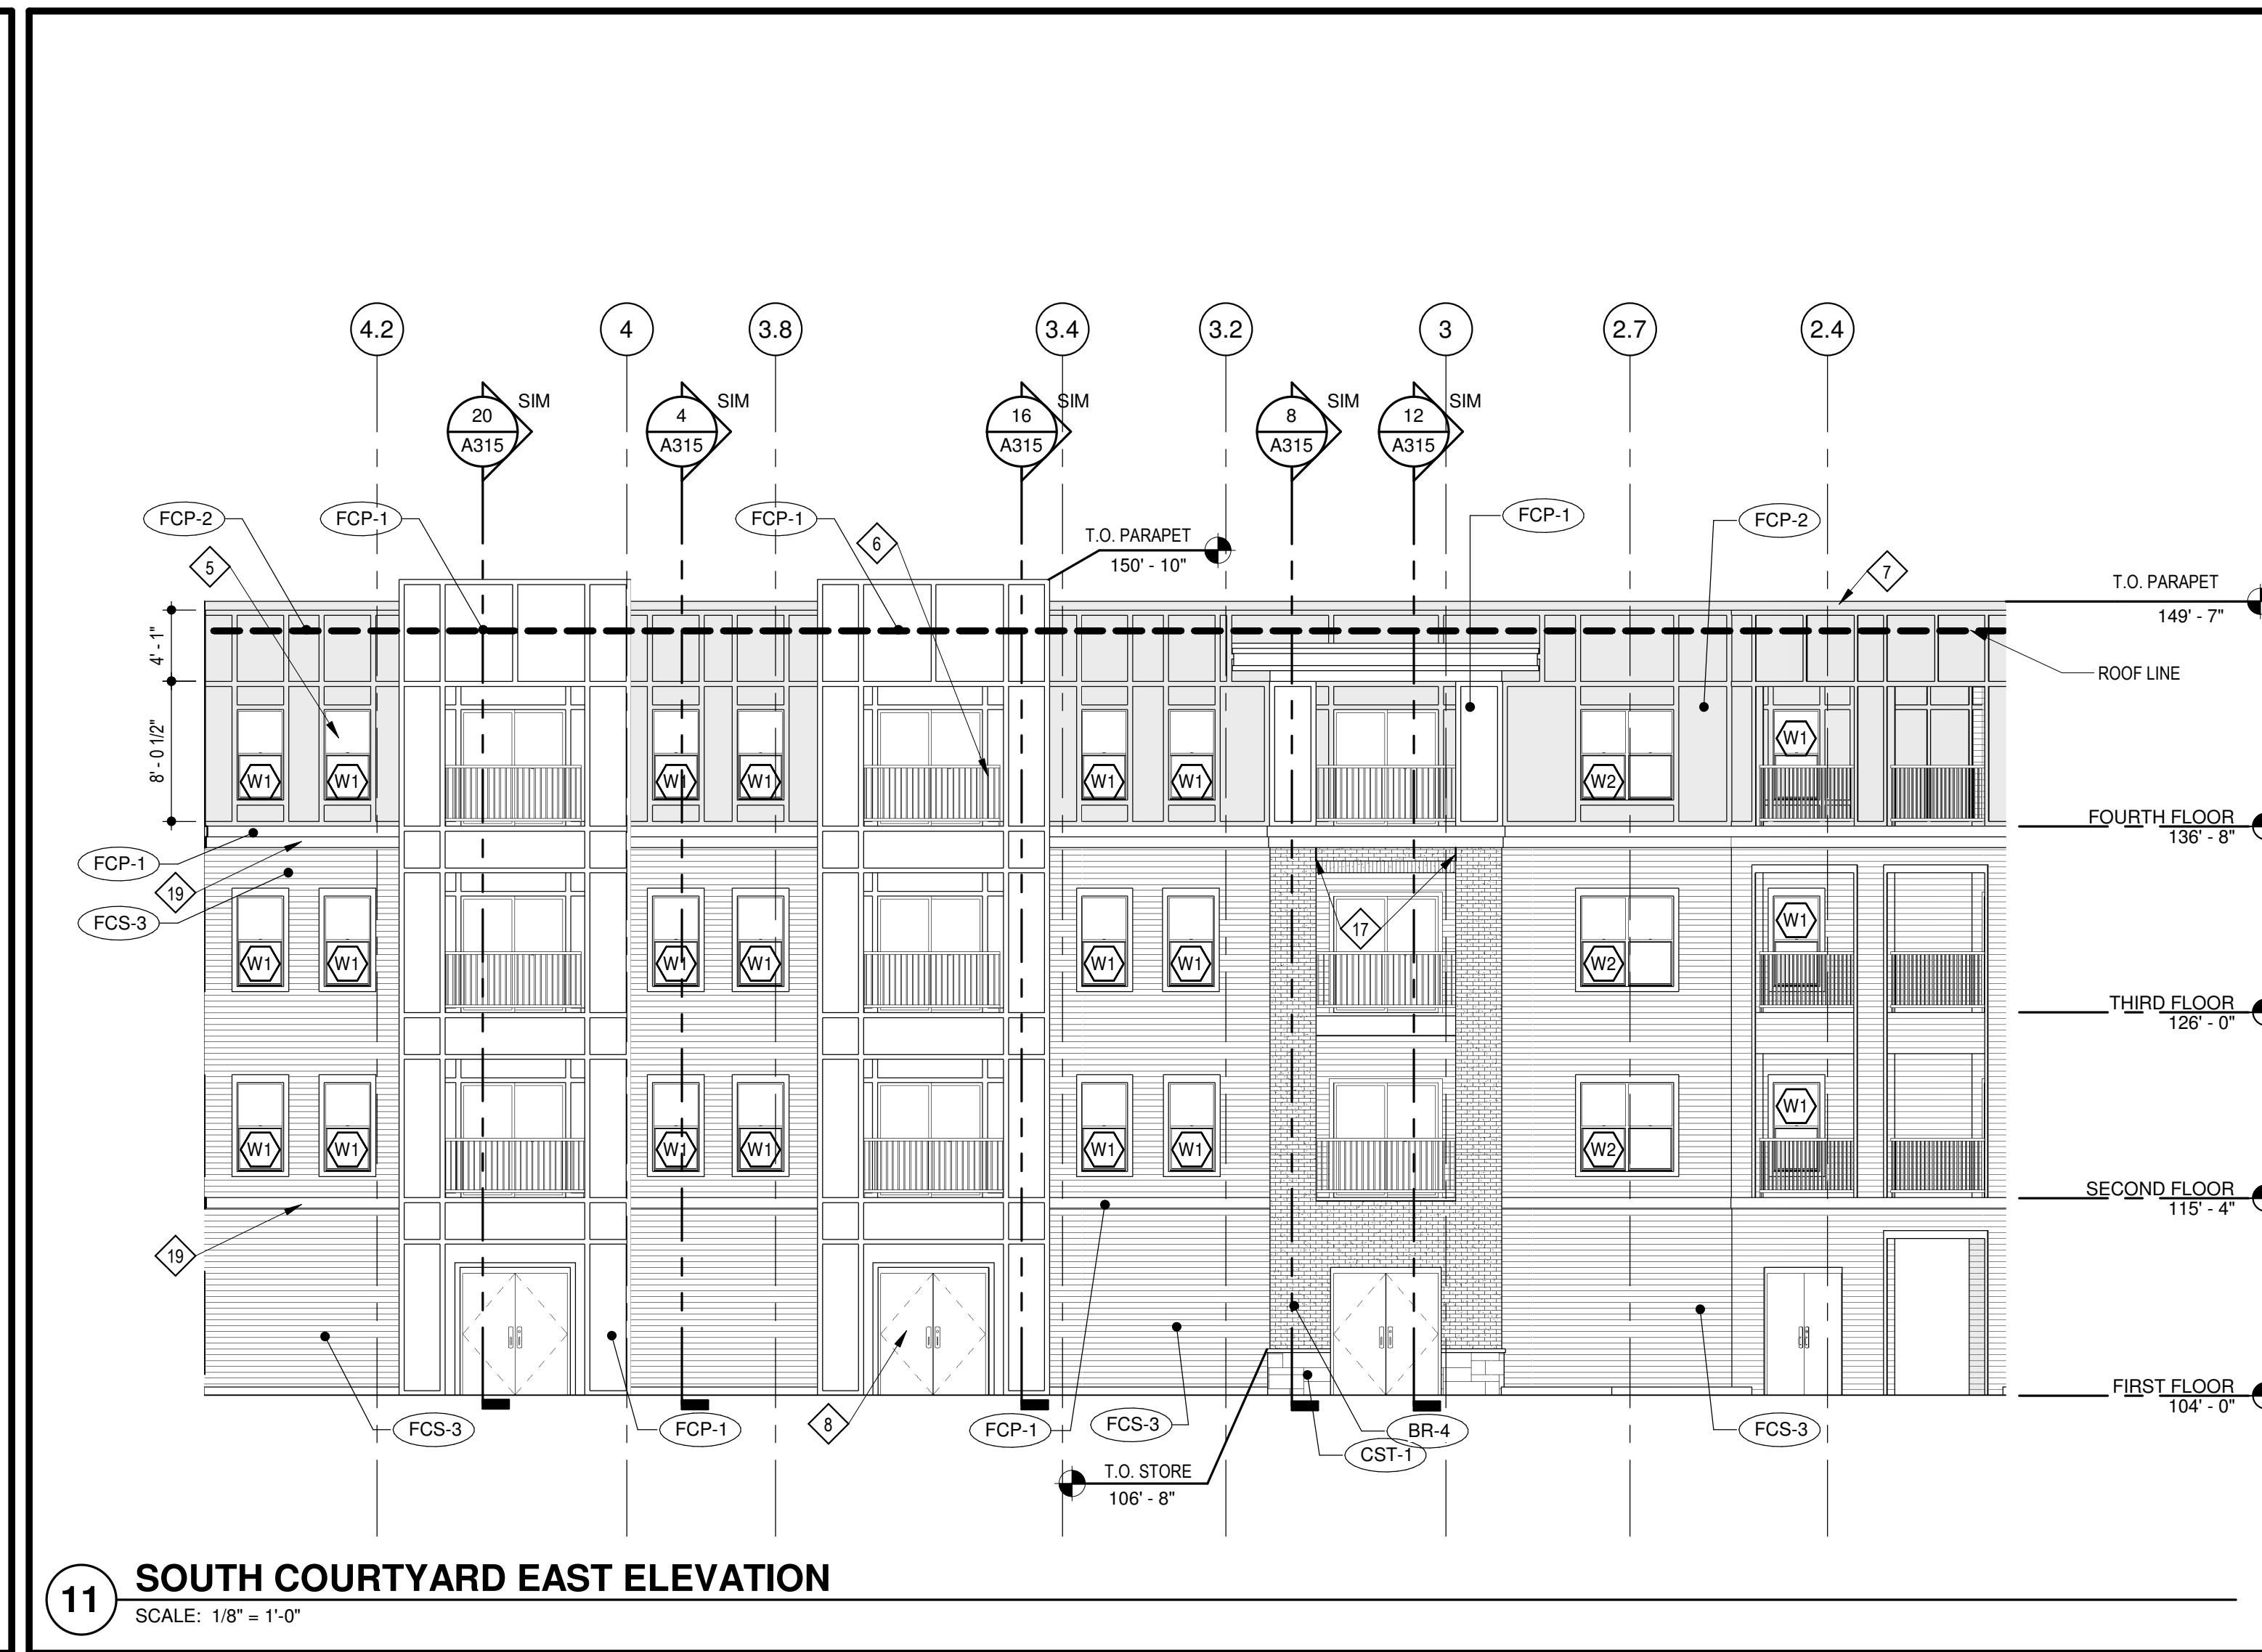 4.2
4
3.8
3.4
3.2
3
2.7
2.4
20
A315
SIM
4
A315
SIM
16
A315
SIM
8
A315
SIM
12
A315
SIM
FCP-2
FCP-1
FCP-1
FCP-1
FCP-2
5
6
7
T.O. PARAPET
150' - 10"
T.O. PARAPET
149' - 7"
ROOF LINE
4' - 1"
8' - 0 1/2"
W1
W1
W1
W1
W1
W1
W2
W1
FOURTH FLOOR
136' - 8"
FCP-1
19
FCS-3
17
W1
W1
W1
W1
W1
W1
W2
W1
THIRD FLOOR
126' - 0"
W1
W1
W1
W1
W1
W1
W2
W1
SECOND FLOOR
115' - 4"
19
FIRST FLOOR
104' - 0"
FCS-3
FCP-1
8
FCP-1
FCS-3
BR-4
CST-1
FCS-3
T.O. STORE
106' - 8"
11
SOUTH COURTYARD EAST ELEVATION
SCALE: 1/8" = 1'-0"